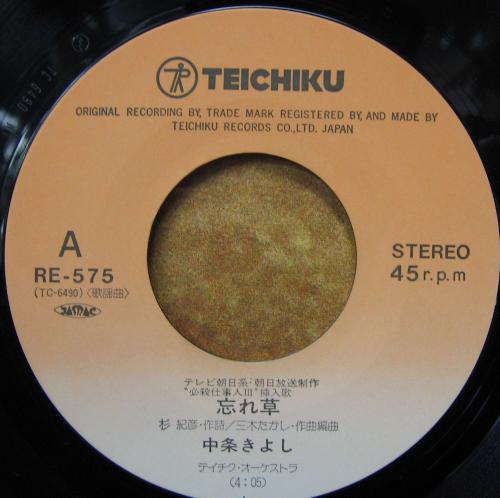 TEICHIKU
ORIGINAL RECORDING BY, TRADE MARK REGISTERED BY, AND MADE BY
TEICHIKU RECORDS CO.,LTD. JAPAN
A
STEREO
RE-575
45 r.p.m
(TC-6490)〈歌謡曲〉
JASRAC
テレビ朝日系・朝日放送制作
“必殺仕事人III”挿入歌
忘れ草
杉 紀彦・作詩/三木たかし・作曲編曲
中条きよし
テイチク・オーケストラ
(4:05)
TC 6490